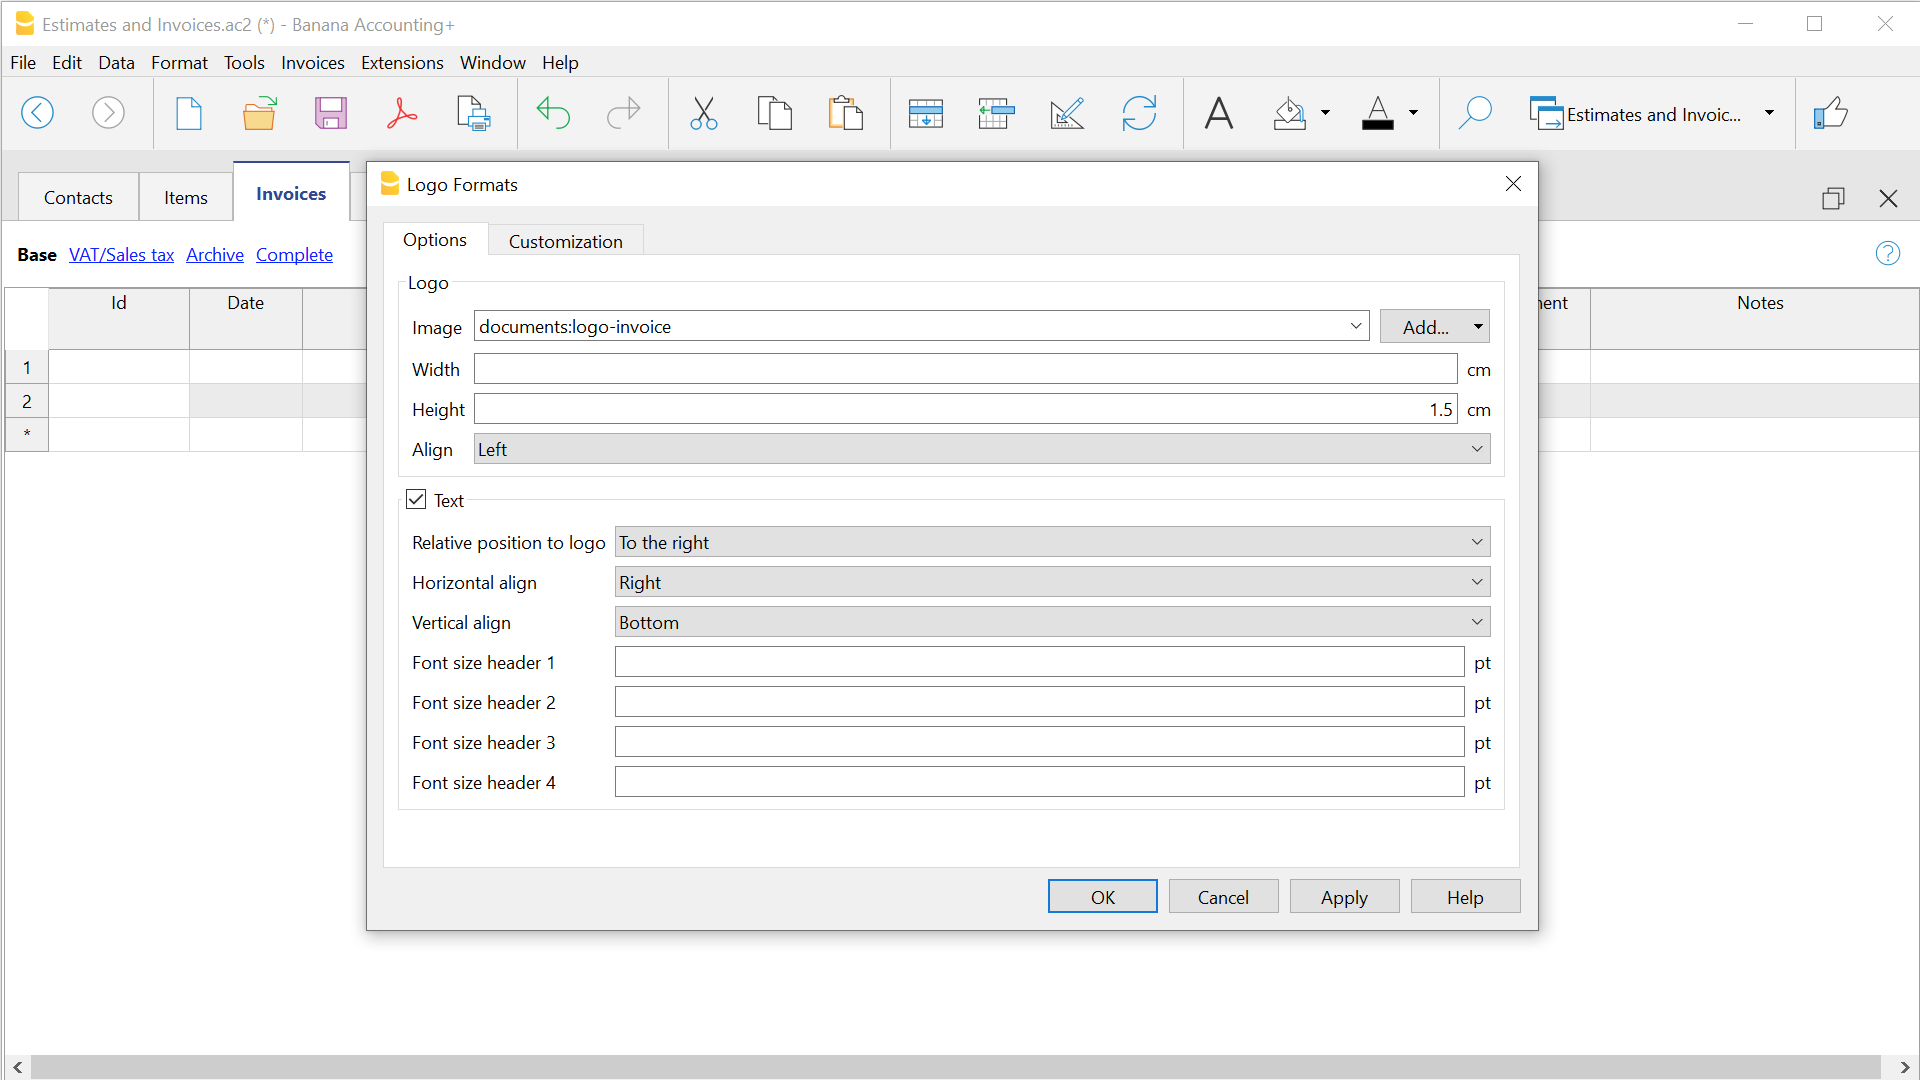 Estimates and Invoices.ac2 (*) - Banana Accounting+
File Edit Data Format Tools Invoices Extensions Window Help
Estimates and Invoic...
Contacts Items Invoices
Base VAT/Sales tax Archive Complete
Id Date Notes
1
2
*
Logo Formats
Options Customization
Logo
Image documents:logo-invoice Add...
Width cm
Height 1.5 cm
Align Left
Text
Relative position to logo To the right
Horizontal align Right
Vertical align Bottom
Font size header 1 pt
Font size header 2 pt
Font size header 3 pt
Font size header 4 pt
OK Cancel Apply Help